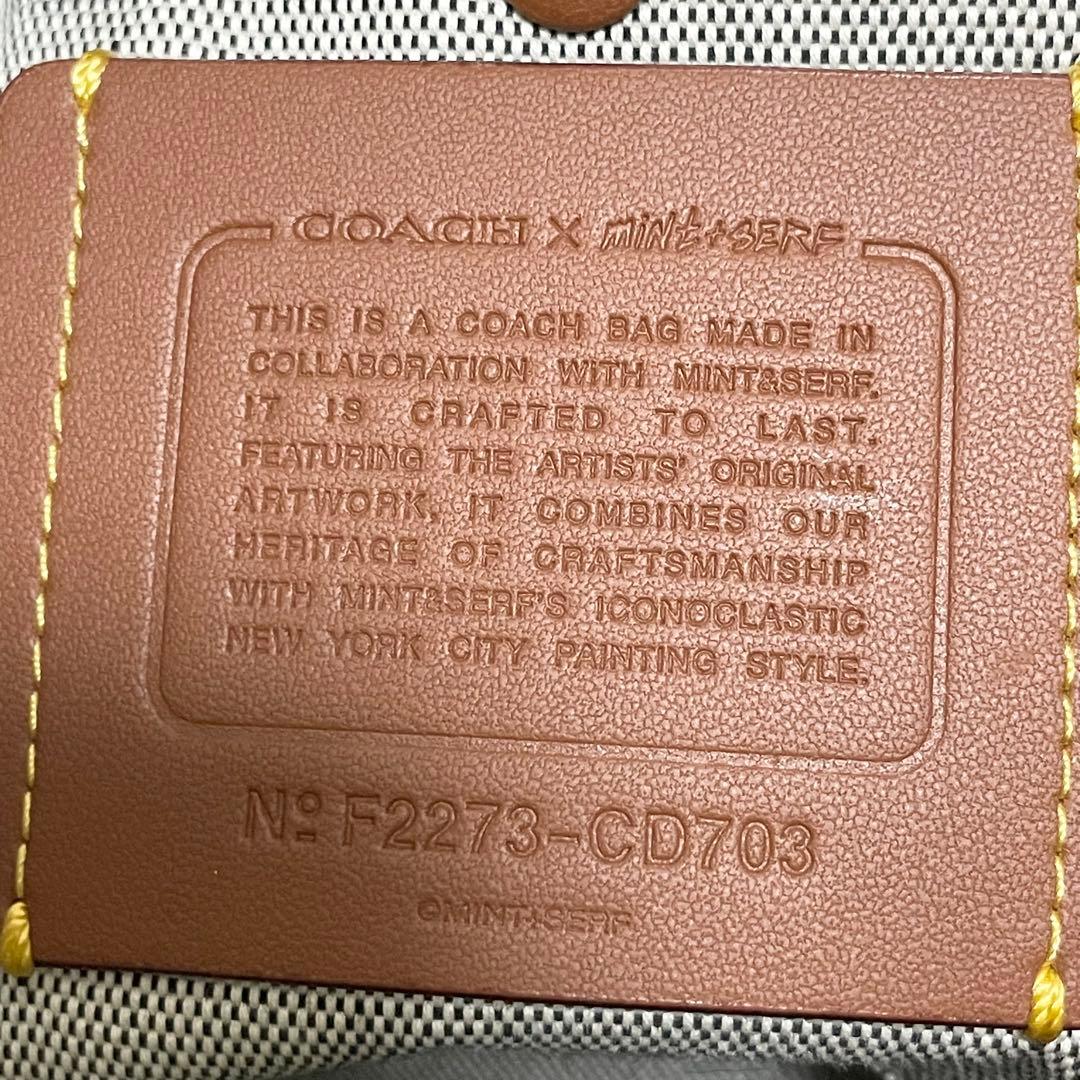 COACH X MINT+SERF
THIS IS A COACH BAG MADE IN
COLLABORATION WITH MINT&SERF.
IT IS CRAFTED TO LAST.
FEATURING THE ARTISTS' ORIGINAL
ARTWORK, IT COMBINES OUR
HERITAGE OF CRAFTSMANSHIP
WITH MINT&SERF'S ICONOCLASTIC
NEW YORK CITY PAINTING STYLE.
Nº F2273-CD703
©MINT&SERF